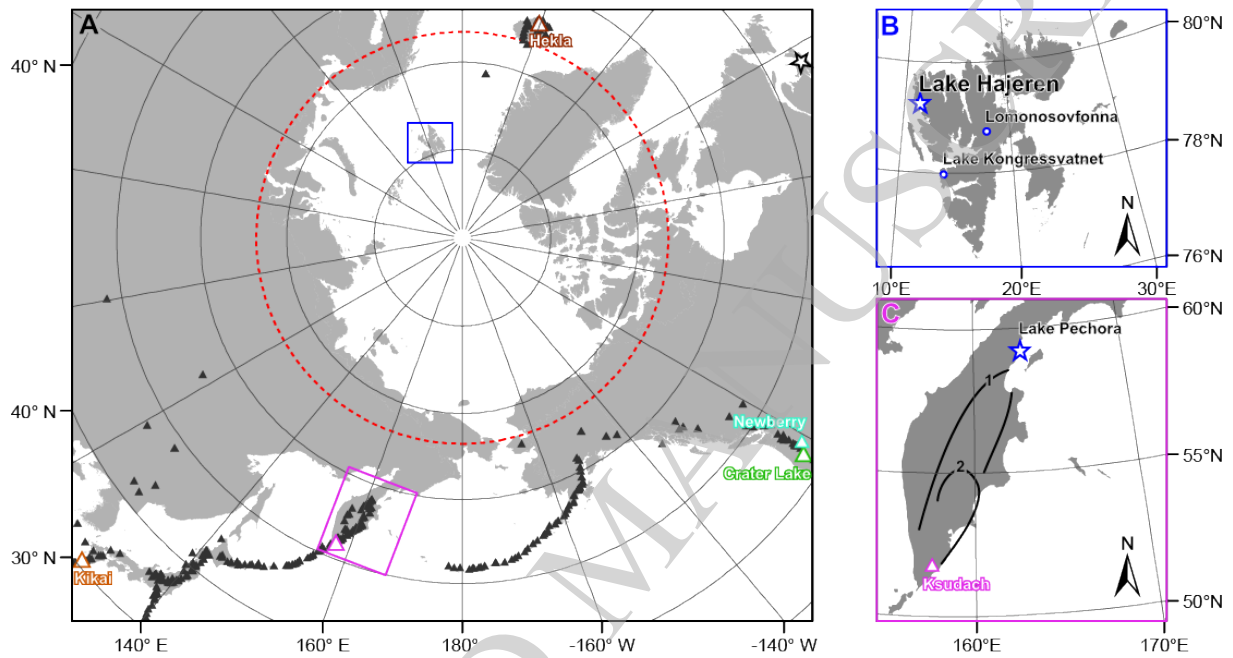 A
Hekla
40° N
40° N
30° N
Newberry
Crater Lake
Kikai
140° E
160° E
180°
-160° W
-140° W
B
Lake Hajeren
Lomonosovfonna
Lake Kongressvatnet
N
80°N
78°N
76°N
10°E
20°E
30°E
C
Lake Pechora
1
2
Ksudach
N
60°N
55°N
50°N
160°E
170°E